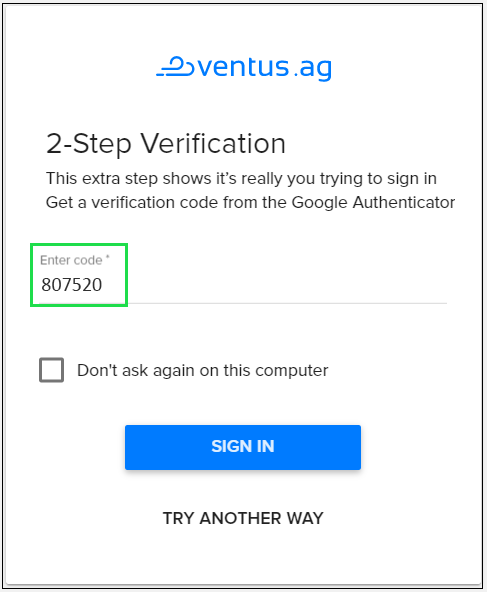 ventus.ag
2-Step Verification
This extra step shows it’s really you trying to sign in
Get a verification code from the Google Authenticator
Enter code *
807520
Don't ask again on this computer
SIGN IN
TRY ANOTHER WAY